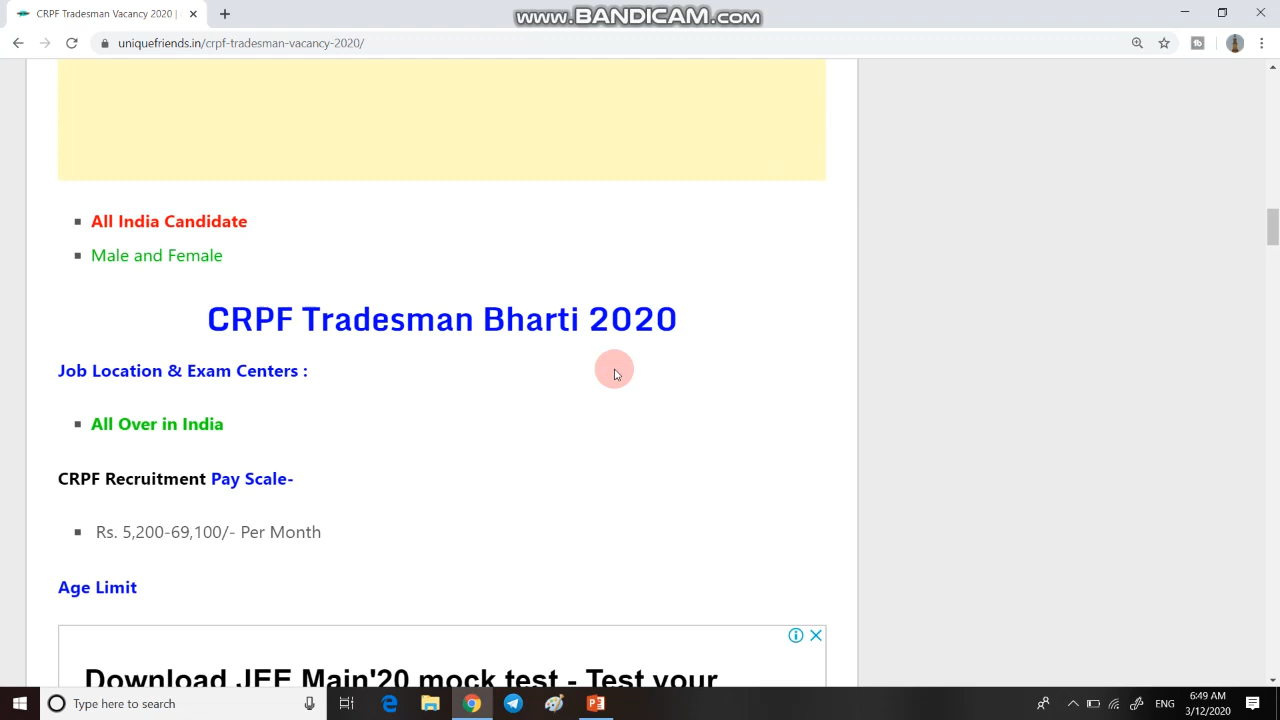 CRPF Tradesman Vacancy 2020 |
www.BANDICAM.com
uniquefriends.in/crpf-tradesman-vacancy-2020/
All India Candidate
Male and Female
CRPF Tradesman Bharti 2020
Job Location & Exam Centers :
All Over in India
CRPF Recruitment Pay Scale-
Rs. 5,200-69,100/- Per Month
Age Limit
Download JEE Main'20 mock test - Test your
Type here to search
ENG
6:49 AM
3/12/2020